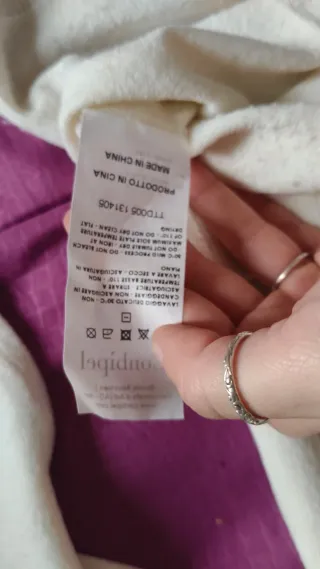 onbipel
LAVAGGIO DELICATO 30°C - NON
CANDEGGIARE - NON ASCIUGARE IN
ASCIUGATRICE - STIRARE A
TEMPERATURE BASSE 110° - NON
LAVARE A SECCO - ASCIUGATURA IN
PIANO
30°C MILD PROCESS - DO NOT BLEACH
- DO NOT TUMBLE DRY - IRON AT
MAXIMUM SOLE PLATE TEMPERATURE
OF 110° - DO NOT DRY CLEAN - FLAT
DRYING
TTD005 131405
PRODOTTO IN CINA
MADE IN CHINA